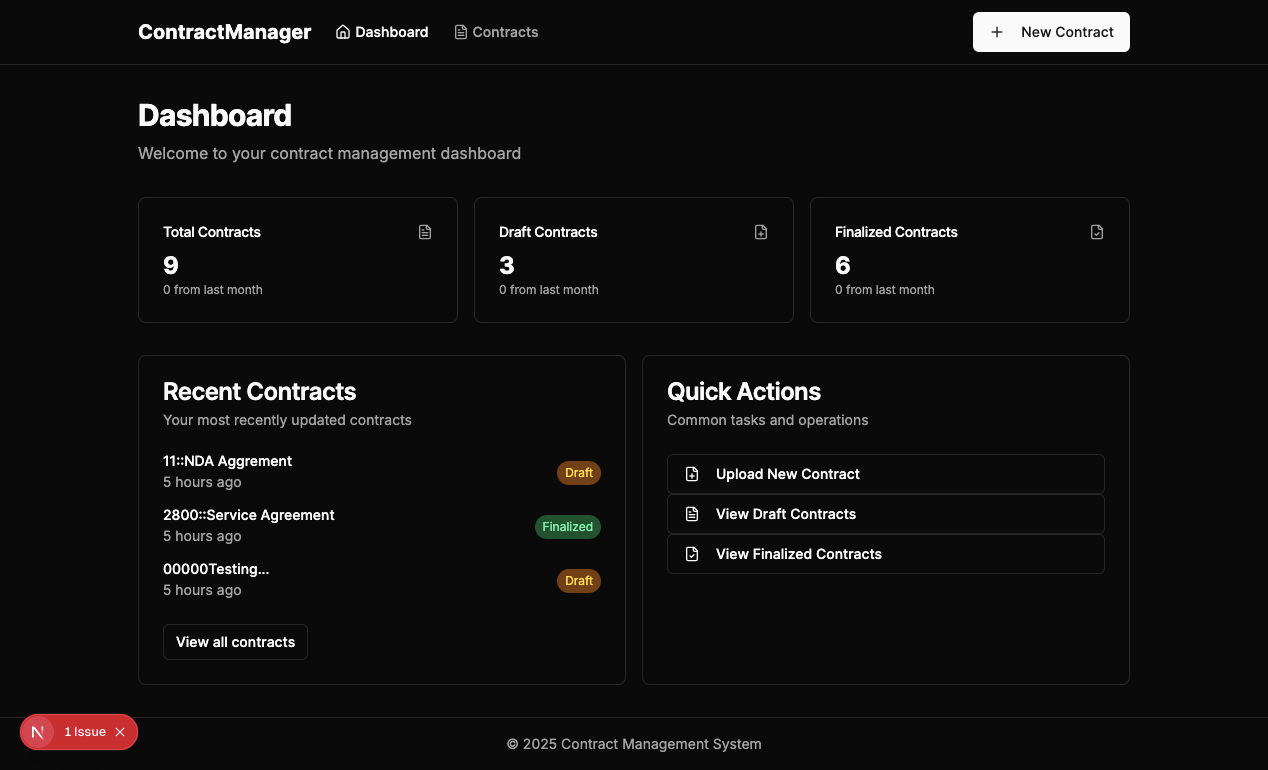 ContractManager
Dashboard
Contracts
New Contract
Dashboard
Welcome to your contract management dashboard
Total Contracts
9
0 from last month
Draft Contracts
3
0 from last month
Finalized Contracts
6
0 from last month
Recent Contracts
Your most recently updated contracts
11::NDA Aggrement
5 hours ago
Draft
2800::Service Agreement
5 hours ago
Finalized
00000Testing...
5 hours ago
Draft
View all contracts
Quick Actions
Common tasks and operations
Upload New Contract
View Draft Contracts
View Finalized Contracts
N
1 Issue
© 2025 Contract Management System